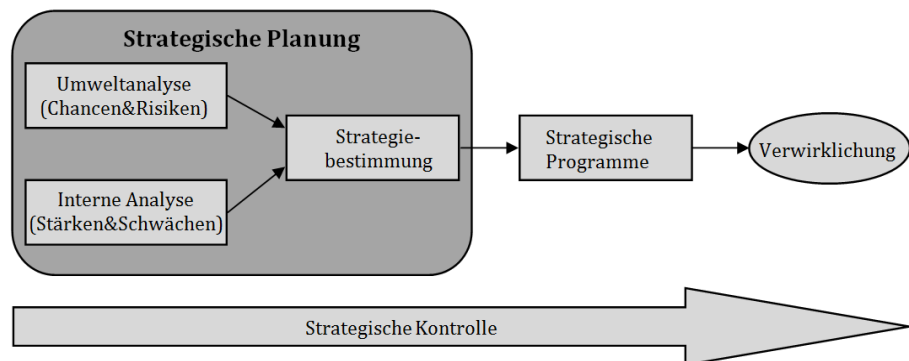 Strategische Planung
Umweltanalyse
(Chancen&Risiken)
Strategie-
bestimmung
Strategische
Programme
Verwirklichung
Interne Analyse
(Stärken&Schwächen)
Strategische Kontrolle